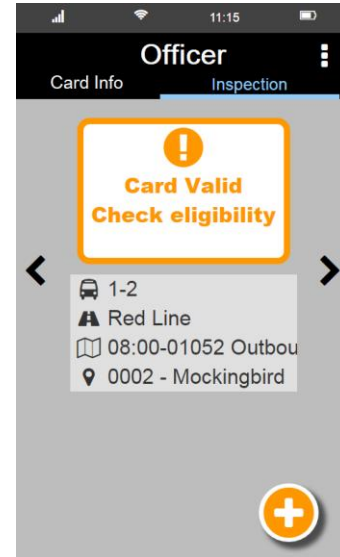 11:15
Officer
Card Info Inspection
Card Valid
Check eligibility
1-2
Red Line
08:00-01052 Outbou
0002 - Mockingbird